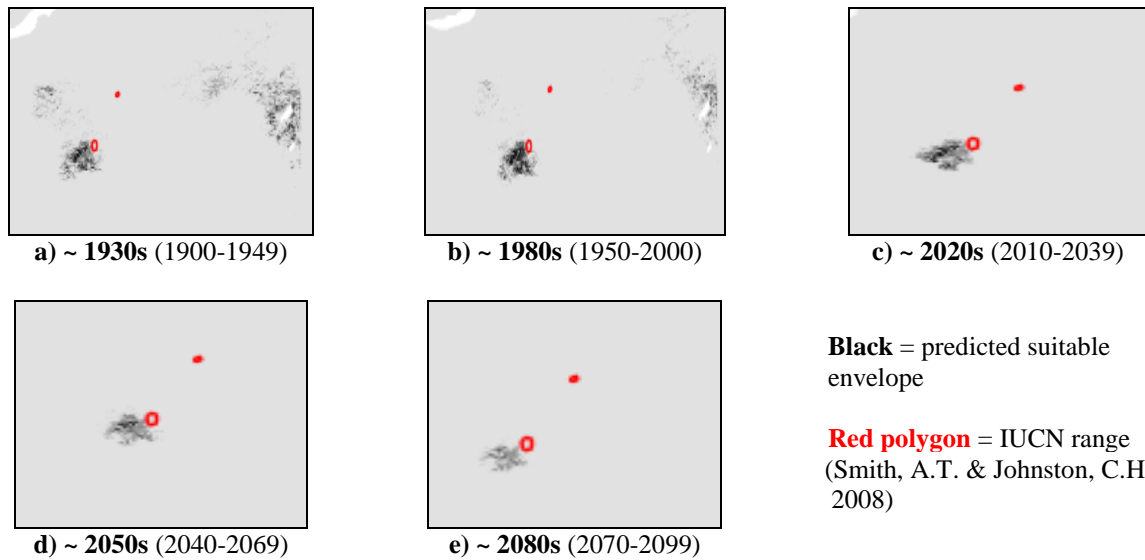 a) ~ 1930s (1900-1949)
b) ~ 1980s (1950-2000)
c) ~ 2020s (2010-2039)
d) ~ 2050s (2040-2069)
e) ~ 2080s (2070-2099)
Black = predicted suitable
envelope
Red polygon = IUCN range
(Smith, A.T. & Johnston, C.H
2008)